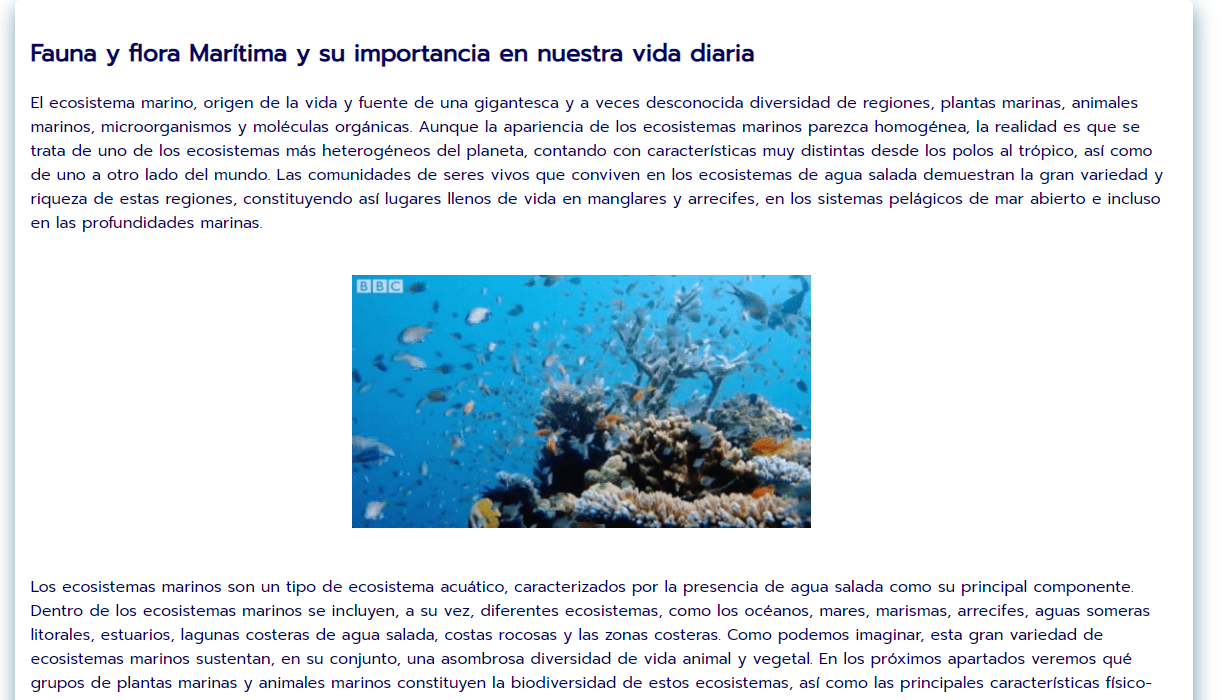 Fauna y flora Marítima y su importancia en nuestra vida diaria
El ecosistema marino, origen de la vida y fuente de una gigantesca y a veces desconocida diversidad de regiones, plantas marinas, animales
marinos, microorganismos y moléculas orgánicas. Aunque la apariencia de los ecosistemas marinos parezca homogénea, la realidad es que se
trata de uno de los ecosistemas más heterogéneos del planeta, contando con características muy distintas desde los polos al trópico, así como
de uno a otro lado del mundo. Las comunidades de seres vivos que conviven en los ecosistemas de agua salada demuestran la gran variedad y
riqueza de estas regiones, constituyendo así lugares llenos de vida en manglares y arrecifes, en los sistemas pelágicos de mar abierto e incluso
en las profundidades marinas.
BBC
Los ecosistemas marinos son un tipo de ecosistema acuático, caracterizados por la presencia de agua salada como su principal componente.
Dentro de los ecosistemas marinos se incluyen, a su vez, diferentes ecosistemas, como los océanos, mares, marismas, arrecifes, aguas someras
litorales, estuarios, lagunas costeras de agua salada, costas rocosas y las zonas costeras. Como podemos imaginar, esta gran variedad de
ecosistemas marinos sustentan, en su conjunto, una asombrosa diversidad de vida animal y vegetal. En los próximos apartados veremos qué
grupos de plantas marinas y animales marinos constituyen la biodiversidad de estos ecosistemas, así como las principales características físico-